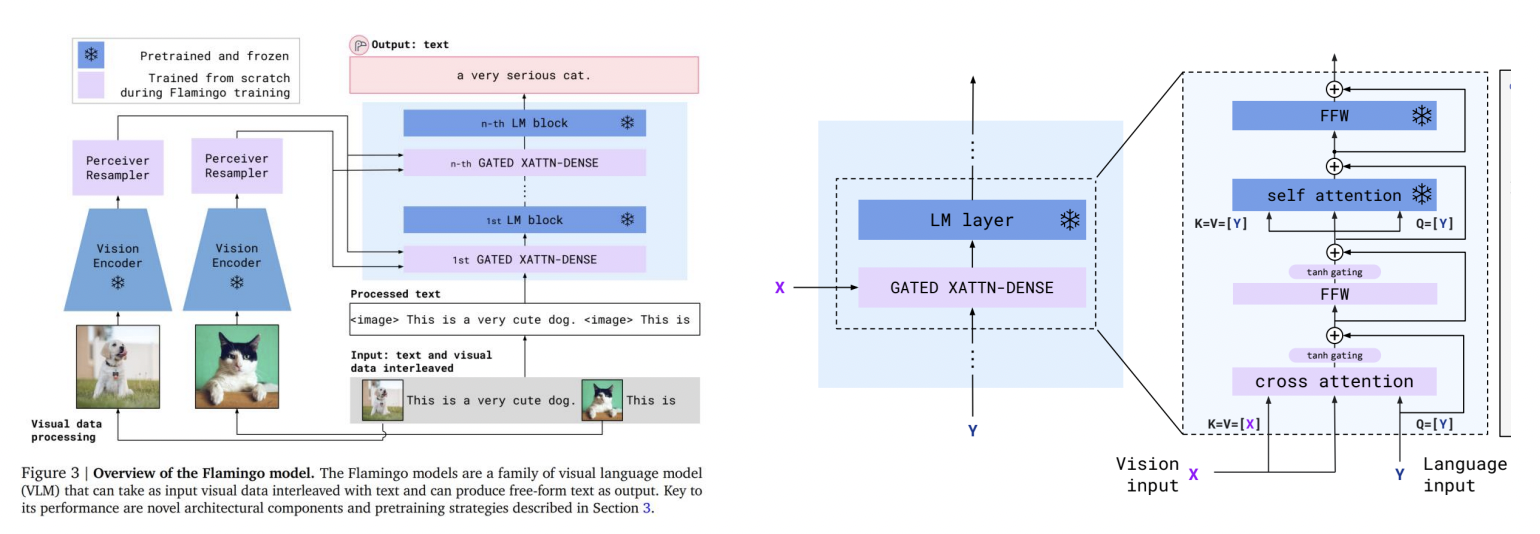 Pretrained and frozen
Trained from scratch
during Flamingo training
Output: text
a very serious cat.
n-th LM block
n-th GATED XATTN-DENSE
1st LM block
1st GATED XATTN-DENSE
Perceiver
Resampler
Perceiver
Resampler
Vision
Encoder
Vision
Encoder
Processed text
<image> This is a very cute dog. <image> This is
Input: text and visual
data interleaved
This is a very cute dog.
This is
Visual data
processing
Figure 3 | Overview of the Flamingo model. The Flamingo models are a family of visual language model
(VLM) that can take as input visual data interleaved with text and can produce free-form text as output. Key to
its performance are novel architectural components and pretraining strategies described in Section 3.
LM layer
GATED XATTN-DENSE
X
Y
FFW
self attention
K=V=[Y]
Q=[Y]
tanh gating
FFW
tanh gating
cross attention
K=V=[X]
Q=[Y]
Vision
input
X
Y
Language
input